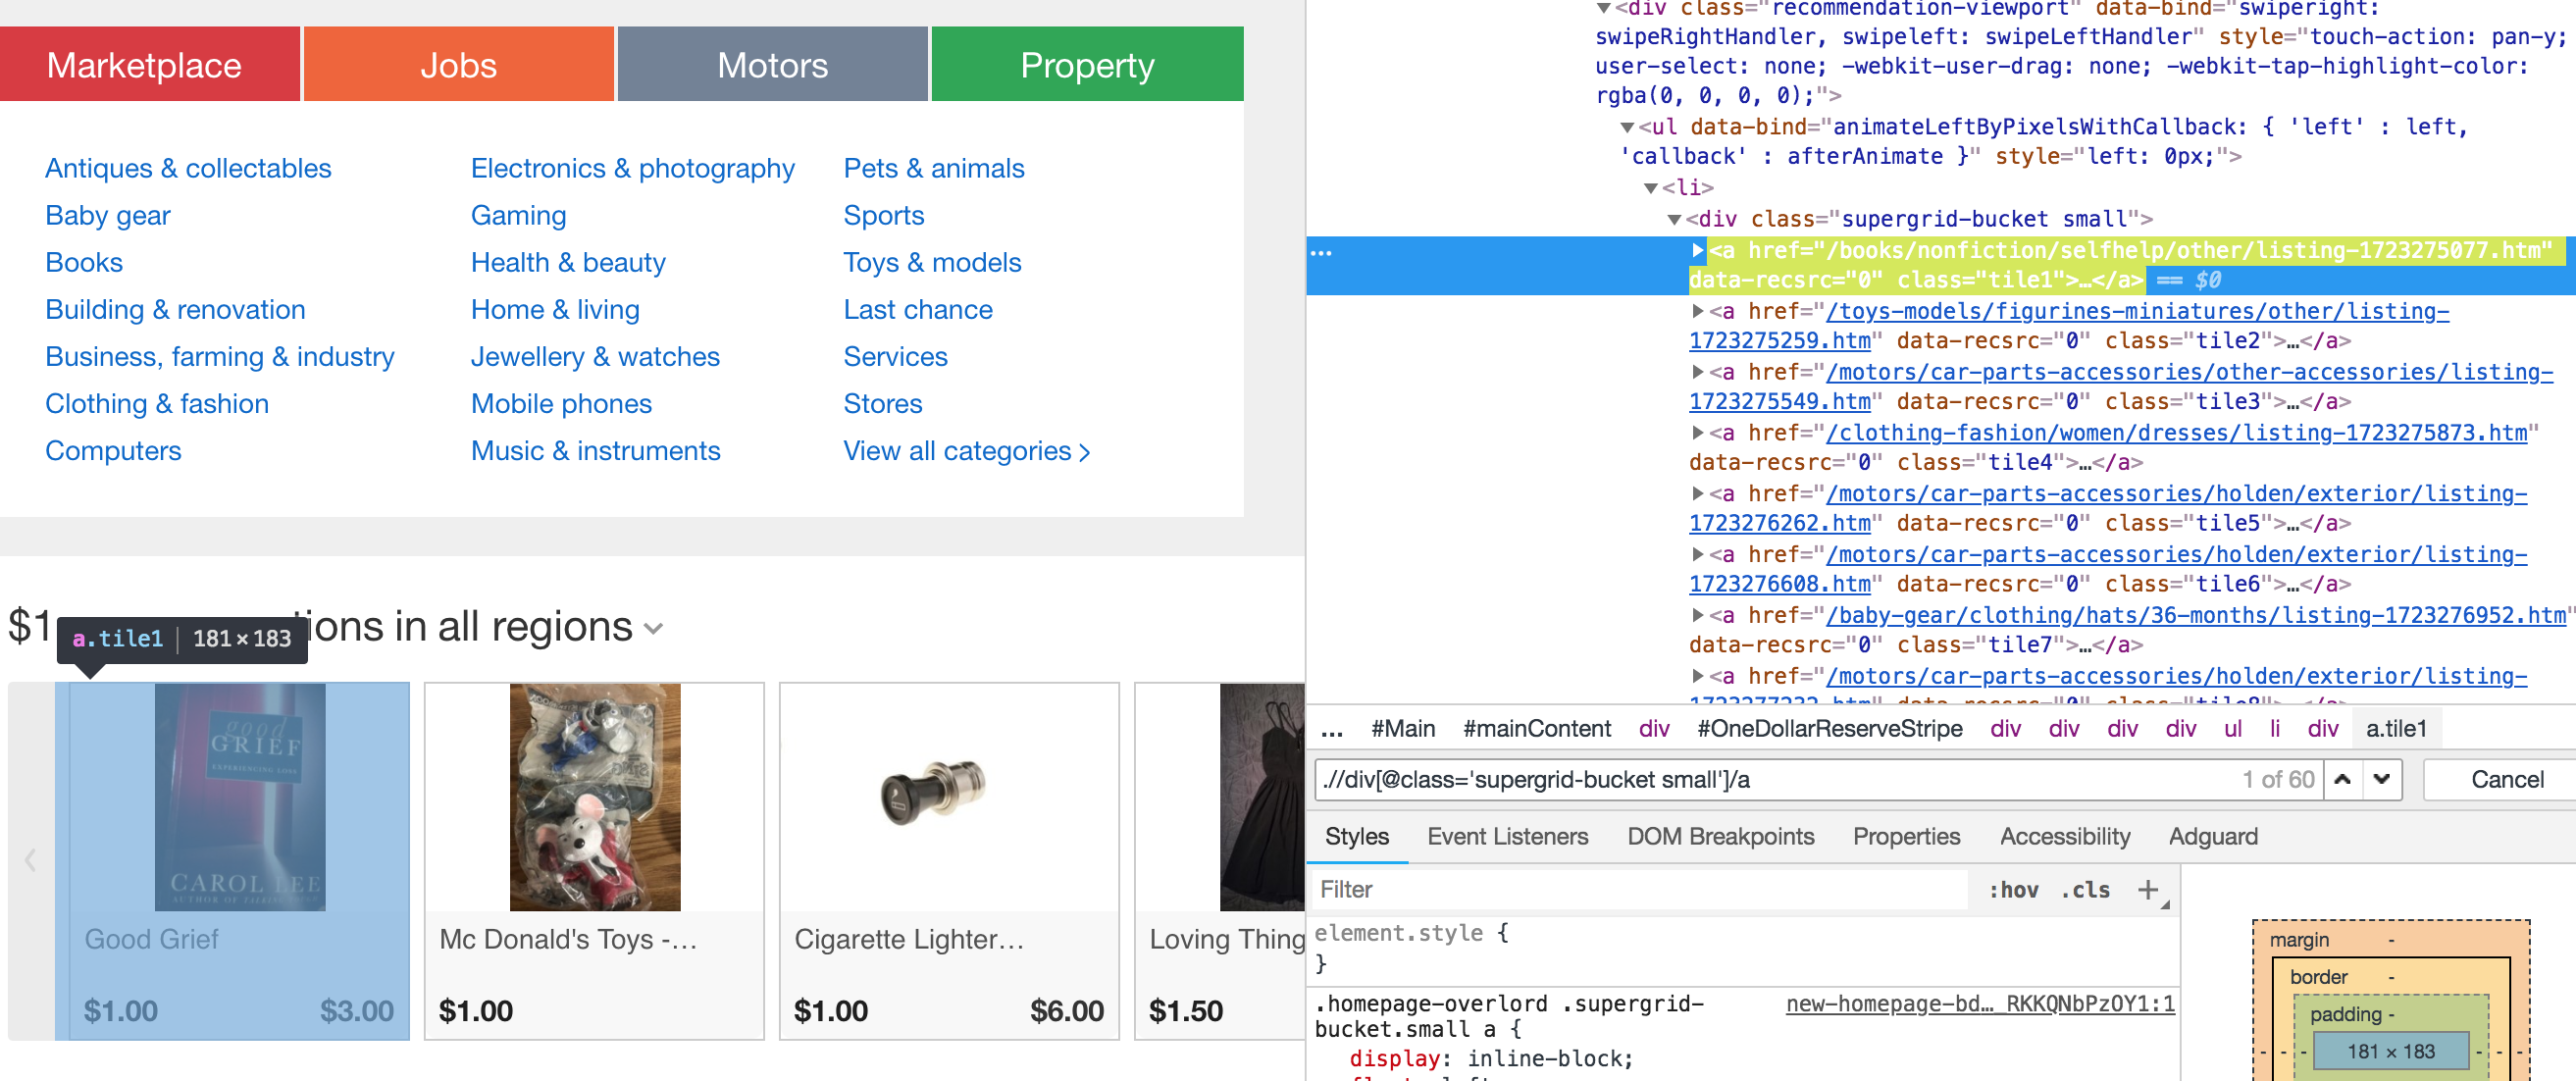 Marketplace
Jobs
Motors
Property
Antiques & collectables
Baby gear
Books
Building & renovation
Business, farming & industry
Clothing & fashion
Computers
Electronics & photography
Gaming
Health & beauty
Home & living
Jewellery & watches
Mobile phones
Music & instruments
Pets & animals
Sports
Toys & models
Last chance
Services
Stores
View all categories >
$1 tions in all regions
a.tile1 | 181 × 183
good
GRIEF
EXPERIENCING LOSS
CAROL LEE
AUTHOR OF
Good Grief
$1.00 $3.00
Mc Donald's Toys -…
$1.00
Cigarette Lighter…
$1.00 $6.00
Loving Thing
$1.50
▼<div class="recommendation-viewport" data-bind="swiperight:
swipeRightHandler, swipeleft: swipeLeftHandler" style="touch-action: pan-y;
user-select: none; -webkit-user-drag: none; -webkit-tap-highlight-color:
rgba(0, 0, 0, 0);">
▼<ul data-bind="animateLeftByPixelsWithCallback: { 'left' : left,
'callback' : afterAnimate }" style="left: 0px;">
▼<li>
▼<div class="supergrid-bucket small">
… ▶<a href="/books/nonfiction/selfhelp/other/listing-1723275077.htm"
data-recsrc="0" class="tile1">…</a> == $0
▶<a href="/toys-models/figurines-miniatures/other/listing-
1723275259.htm" data-recsrc="0" class="tile2">…</a>
▶<a href="/motors/car-parts-accessories/other-accessories/listing-
1723275549.htm" data-recsrc="0" class="tile3">…</a>
▶<a href="/clothing-fashion/women/dresses/listing-1723275873.htm"
data-recsrc="0" class="tile4">…</a>
▶<a href="/motors/car-parts-accessories/holden/exterior/listing-
1723276262.htm" data-recsrc="0" class="tile5">…</a>
▶<a href="/motors/car-parts-accessories/holden/exterior/listing-
1723276608.htm" data-recsrc="0" class="tile6">…</a>
▶<a href="/baby-gear/clothing/hats/36-months/listing-1723276952.htm"
data-recsrc="0" class="tile7">…</a>
▶<a href="/motors/car-parts-accessories/holden/exterior/listing-
… #Main #mainContent div #OneDollarReserveStripe div div div div ul li div a.tile1
.//div[@class='supergrid-bucket small']/a 1 of 60 Cancel
Styles Event Listeners DOM Breakpoints Properties Accessibility Adguard
Filter :hov .cls +
element.style {
}
.homepage-overlord .supergrid- new-homepage-bd…_RKKQNbPzOY1:1
bucket.small a {
display: inline-block;
margin -
border -
padding -
- - - 181 × 183 - - -